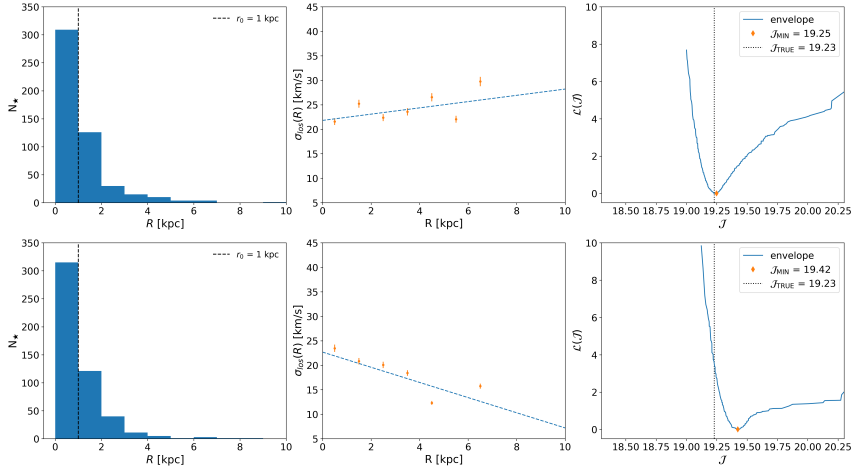 350
300
250
200
150
100
50
0
N★
0 2 4 6 8 10
R [kpc]
r₀ = 1 kpc
45
40
35
30
25
20
15
10
5
σlos(R) [km/s]
0 2 4 6 8 10
R [kpc]
10
8
6
4
2
0
ℒ(𝒥)
envelope
𝒥MIN = 19.25
𝒥TRUE = 19.23
18.50 18.75 19.00 19.25 19.50 19.75 20.00 20.25
𝒥
350
300
250
200
150
100
50
0
N★
0 2 4 6 8 10
R [kpc]
r₀ = 1 kpc
45
40
35
30
25
20
15
10
5
σlos(R) [km/s]
0 2 4 6 8 10
R [kpc]
10
8
6
4
2
0
ℒ(𝒥)
envelope
𝒥MIN = 19.42
𝒥TRUE = 19.23
18.50 18.75 19.00 19.25 19.50 19.75 20.00 20.25
𝒥